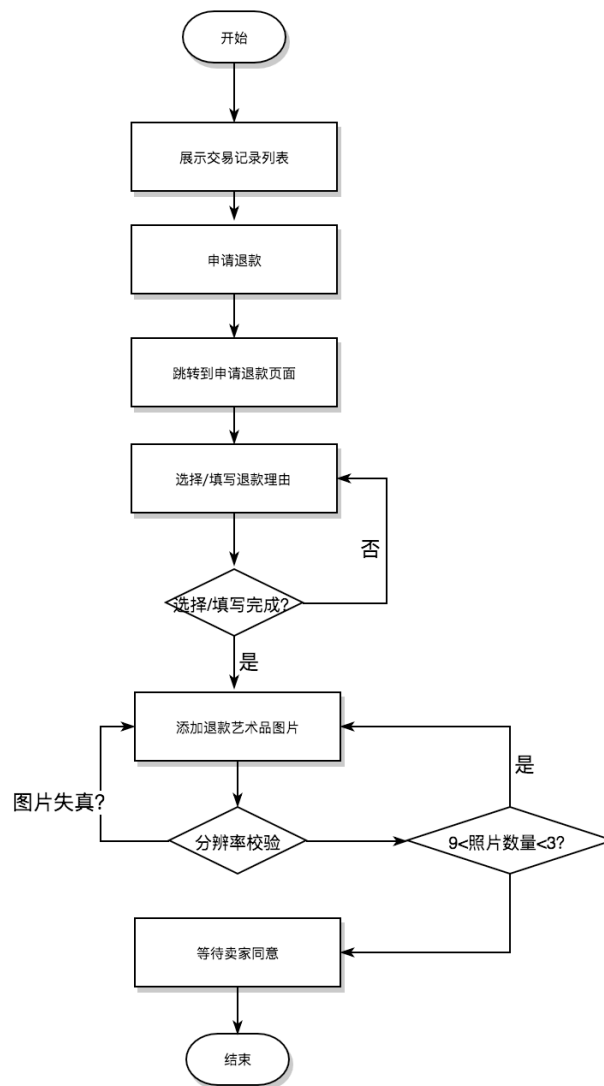 开始
展示交易记录列表
申请退款
跳转到申请退款页面
选择/填写退款理由
否
选择/填写完成?
是
添加退款艺术品图片
是
图片失真?
分辨率校验
9<照片数量<3?
等待卖家同意
结束